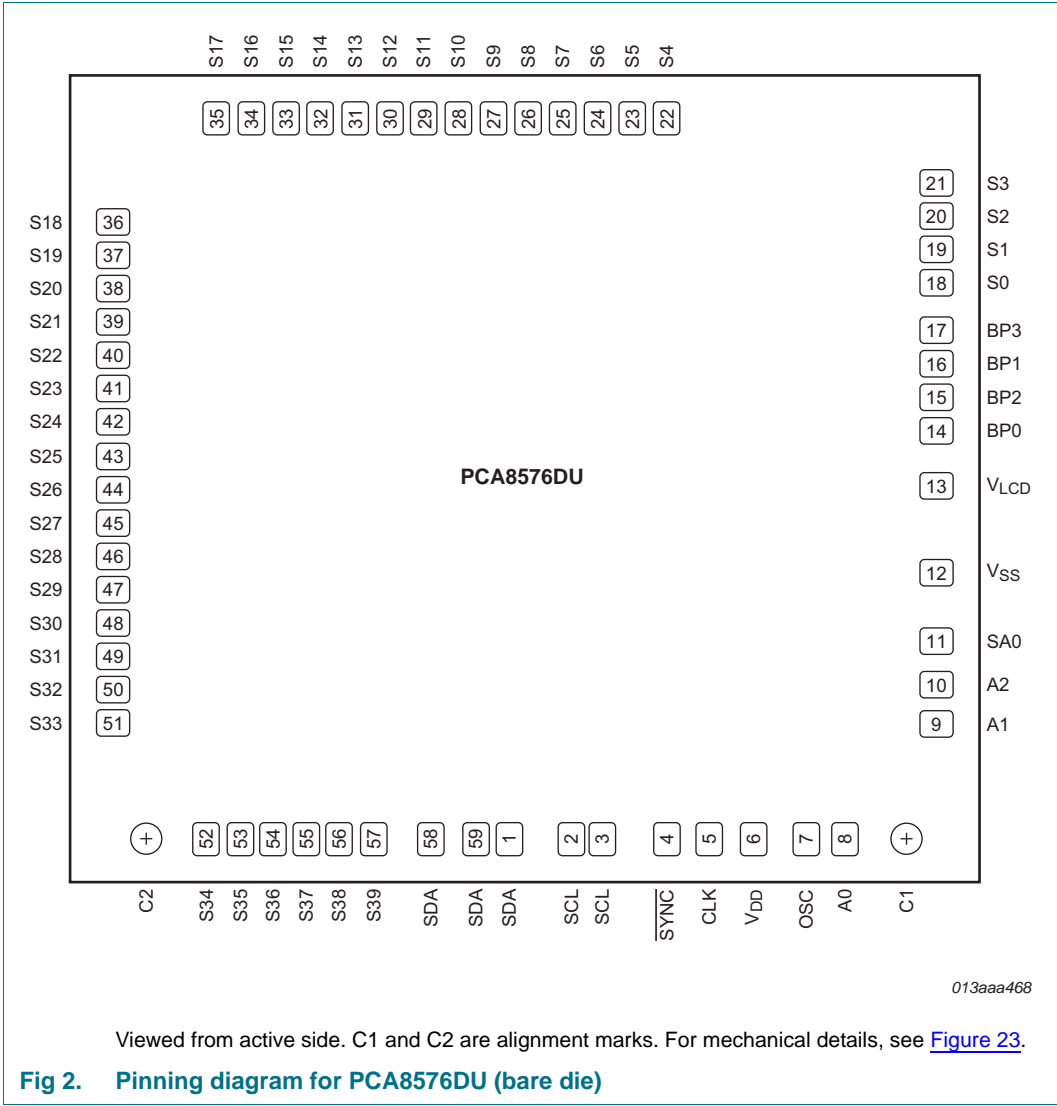 S17 S16 S15 S14 S13 S12 S11 S10 S9 S8 S7 S6 S5 S4
35 34 33 32 31 30 29 28 27 26 25 24 23 22
21 S3
20 S2
19 S1
18 S0
17 BP3
16 BP1
15 BP2
14 BP0
13 VLCD
12 VSS
11 SA0
10 A2
9 A1
S18 36
S19 37
S20 38
S21 39
S22 40
S23 41
S24 42
S25 43
S26 44
S27 45
S28 46
S29 47
S30 48
S31 49
S32 50
S33 51
PCA8576DU
52 53 54 55 56 57 58 59 1 2 3 4 5 6 7 8
C2 S34 S35 S36 S37 S38 S39 SDA SDA SDA SCL SCL SYNC CLK VDD OSC A0 C1
013aaa468
Viewed from active side. C1 and C2 are alignment marks. For mechanical details, see Figure 23.
Fig 2. Pinning diagram for PCA8576DU (bare die)